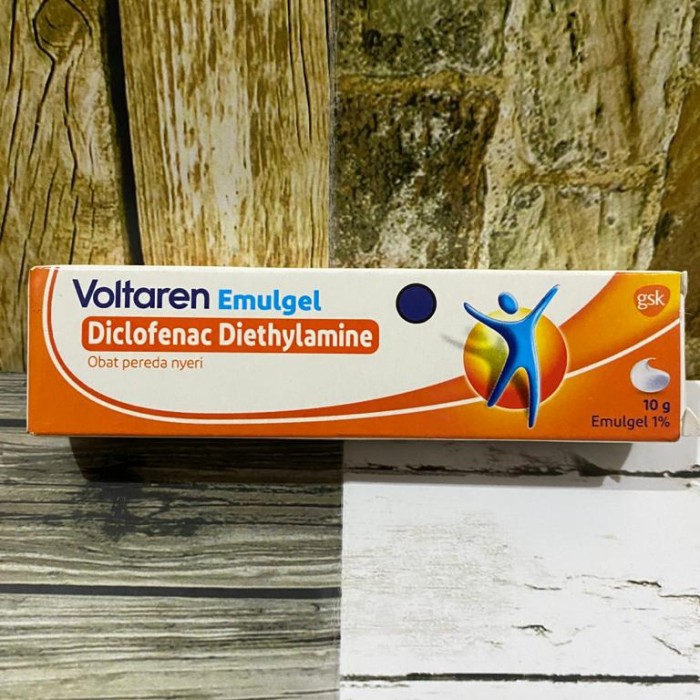 Voltaren Emulgel
Diclofenac Diethylamine
Obat pereda nyeri
gsk
10 g
Emulgel 1%